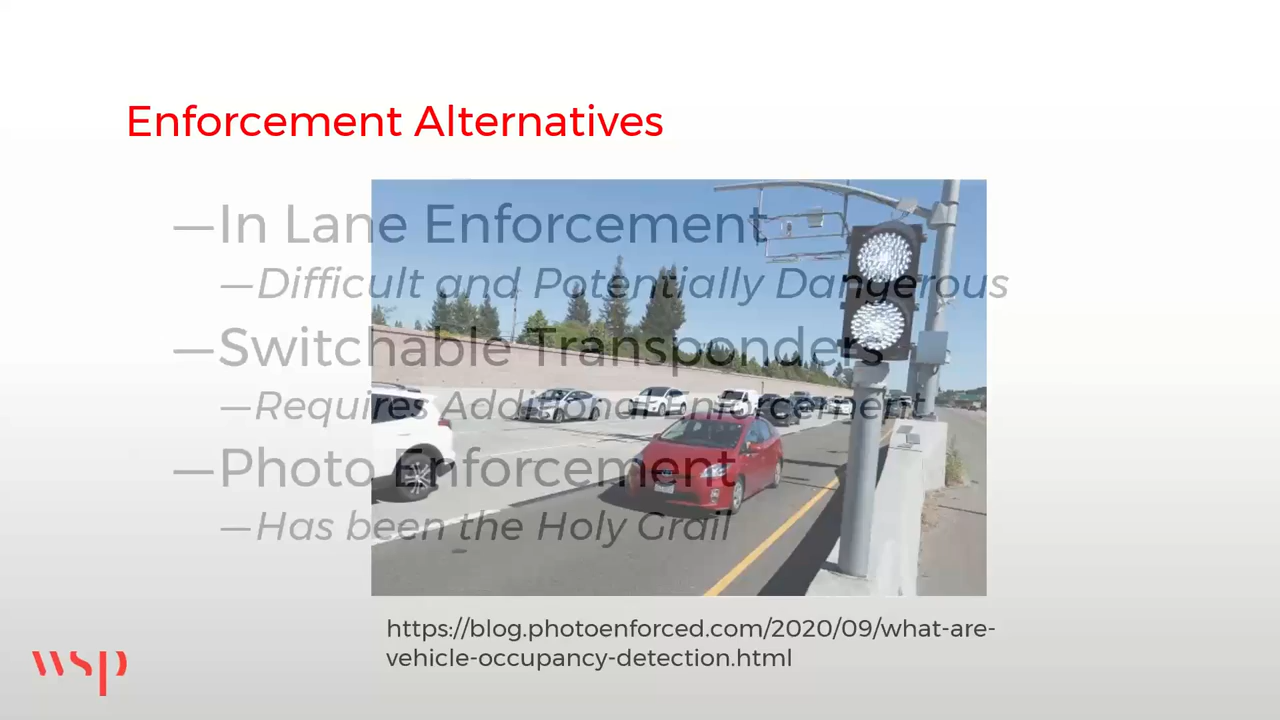 Enforcement Alternatives
—In Lane Enforcement
—Difficult and Potentially Dangerous
—Switchable Transponders
—Requires Additional Enforcement
—Photo Enforcement
—Has been the Holy Grail
https://blog.photoenforced.com/2020/09/what-are-
vehicle-occupancy-detection.html
wsp